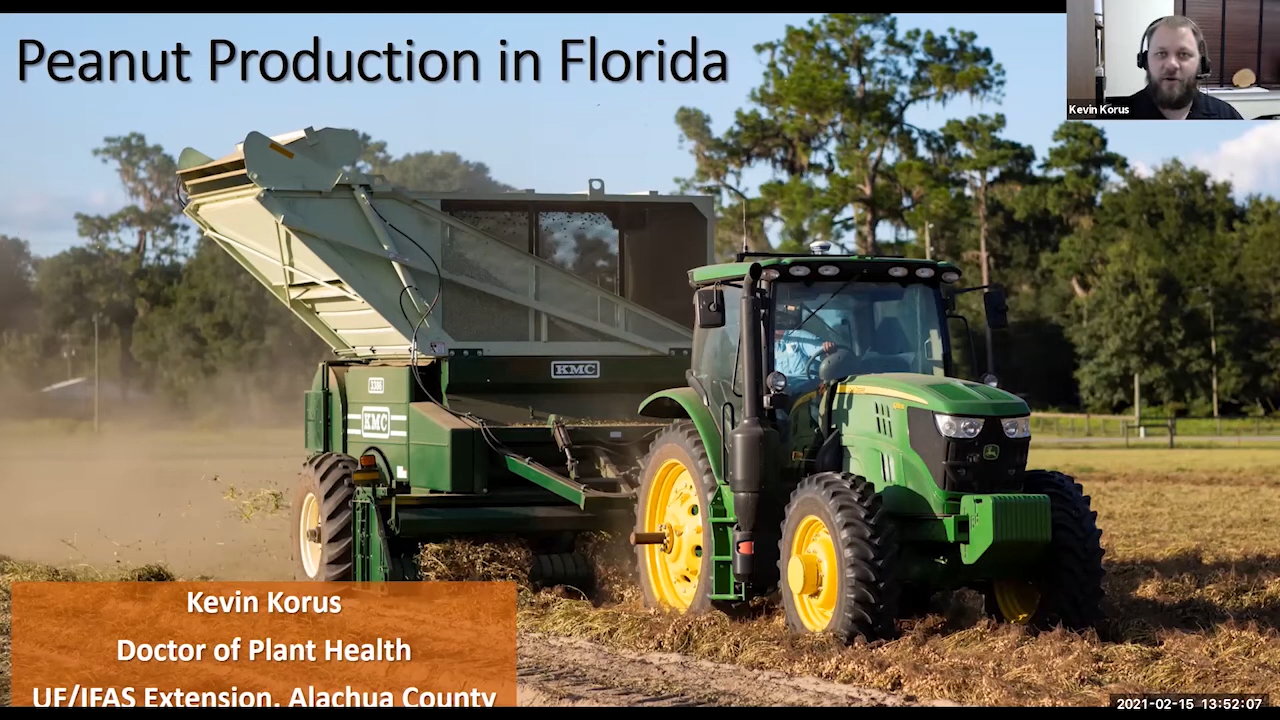 Peanut Production in Florida
Kevin Korus
KMC
3386
KMC
Kevin Korus
Doctor of Plant Health
UF/IFAS Extension, Alachua County
2021-02-15 13:52:07